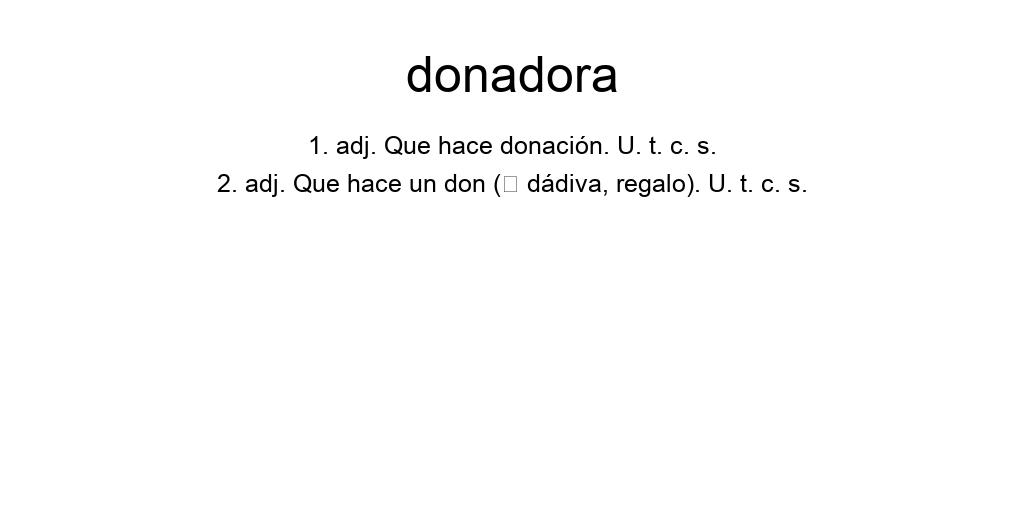 donadora
1. adj. Que hace donación. U. t. c. s.
2. adj. Que hace un don (□ dádiva, regalo). U. t. c. s.